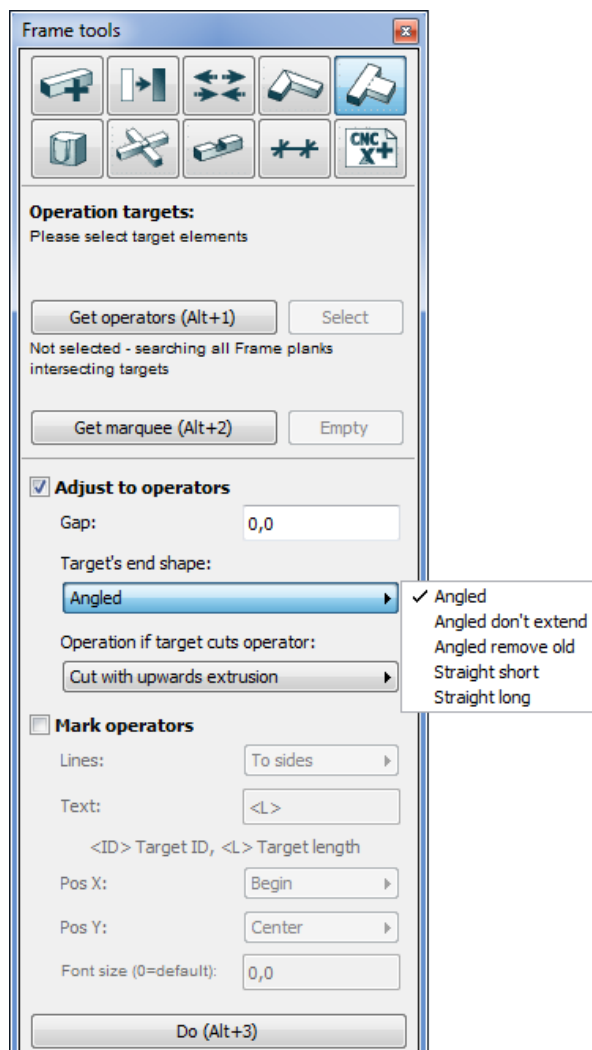 Frame tools
CNC
X+
Operation targets:
Please select target elements
Get operators (Alt+1)
Select
Not selected - searching all Frame planks
intersecting targets
Get marquee (Alt+2)
Empty
Adjust to operators
Gap:
0,0
Target's end shape:
Angled
Angled
Angled don't extend
Angled remove old
Straight short
Straight long
Operation if target cuts operator:
Cut with upwards extrusion
Mark operators
Lines:
To sides
Text:
<L>
<ID> Target ID, <L> Target length
Pos X:
Begin
Pos Y:
Center
Font size (0=default):
0,0
Do (Alt+3)